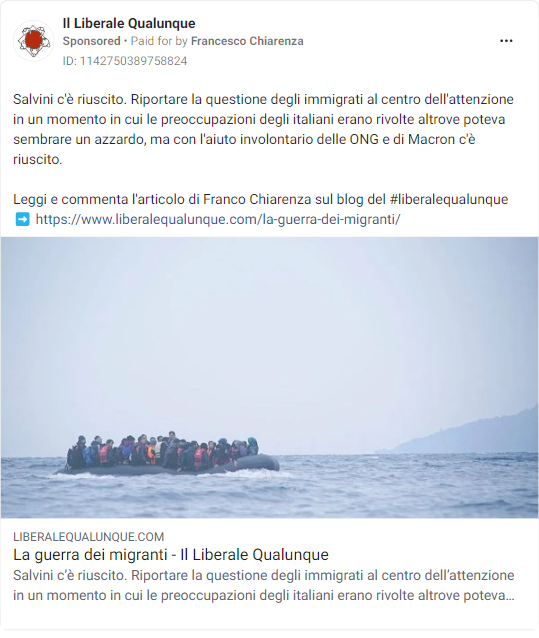 Il Liberale Qualunque
Sponsored • Paid for by Francesco Chiarenza
ID: 1142750389758824
Salvini c'è riuscito. Riportare la questione degli immigrati al centro dell'attenzione
in un momento in cui le preoccupazioni degli italiani erano rivolte altrove poteva
sembrare un azzardo, ma con l'aiuto involontario delle ONG e di Macron c'è
riuscito.
Leggi e commenta l'articolo di Franco Chiarenza sul blog del #liberalequalunque
➡️ https://www.liberalequalunque.com/la-guerra-dei-migranti/
LIBERALEQUALUNQUE.COM
La guerra dei migranti - Il Liberale Qualunque
Salvini c'è riuscito. Riportare la questione degli immigrati al centro dell'attenzione
in un momento in cui le preoccupazioni degli italiani erano rivolte altrove poteva...